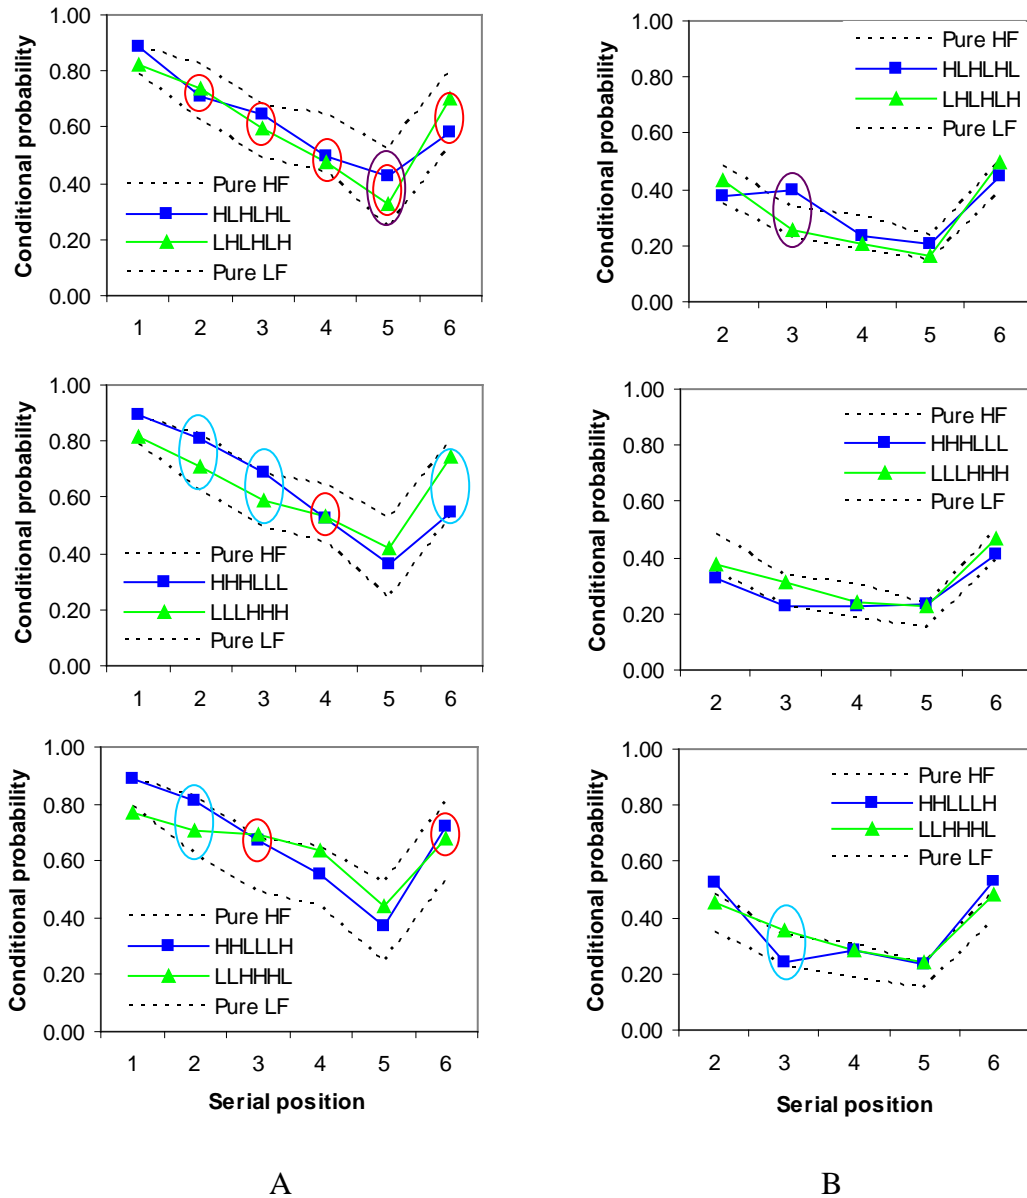 Conditional probability
1.00
0.80
0.60
0.40
0.20
0.00
Pure HF
HLHLHL
LHLHLH
Pure LF
1 2 3 4 5 6
Conditional probability
1.00
0.80
0.60
0.40
0.20
0.00
Pure HF
HLHLHL
LHLHLH
Pure LF
2 3 4 5 6
Conditional probability
1.00
0.80
0.60
0.40
0.20
0.00
Pure HF
HHHLLL
LLLHHH
Pure LF
1 2 3 4 5 6
Conditional probability
1.00
0.80
0.60
0.40
0.20
0.00
Pure HF
HHHLLL
LLLHHH
Pure LF
2 3 4 5 6
Conditional probability
1.00
0.80
0.60
0.40
0.20
0.00
Pure HF
HHLLLH
LLHHHL
Pure LF
1 2 3 4 5 6
Serial position
Conditional probability
1.00
0.80
0.60
0.40
0.20
0.00
Pure HF
HHLLLH
LLHHHL
Pure LF
2 3 4 5 6
Serial position
A
B